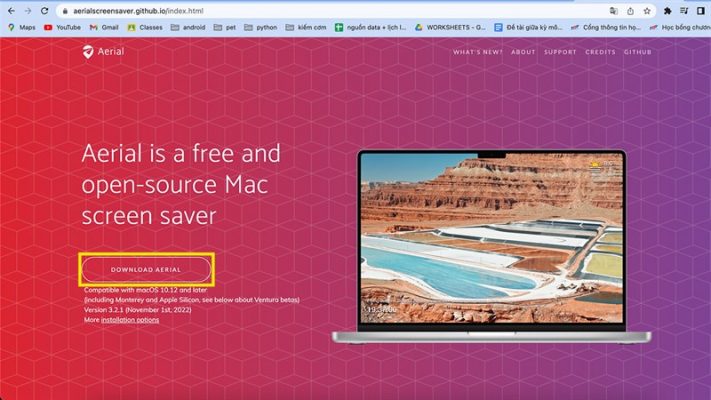 aerialscreensaver.github.io/index.html
Maps YouTube Gmail Classes android pet python kiếm cơm nguồn data + lịch l... WORKSHEETS - G... Đề tài giữa kỳ mô... Cổng thông tin họ... Học bổng chương
Aerial
WHAT'S NEW? ABOUT SUPPORT CREDITS GITHUB
Aerial is a free and
open-source Mac
screen saver
DOWNLOAD AERIAL
Compatible with macOS 10.12 and later
(including Monterey and Apple Silicon, see below about Ventura betas)
Version 3.2.1 (November 1st, 2022)
More installation options